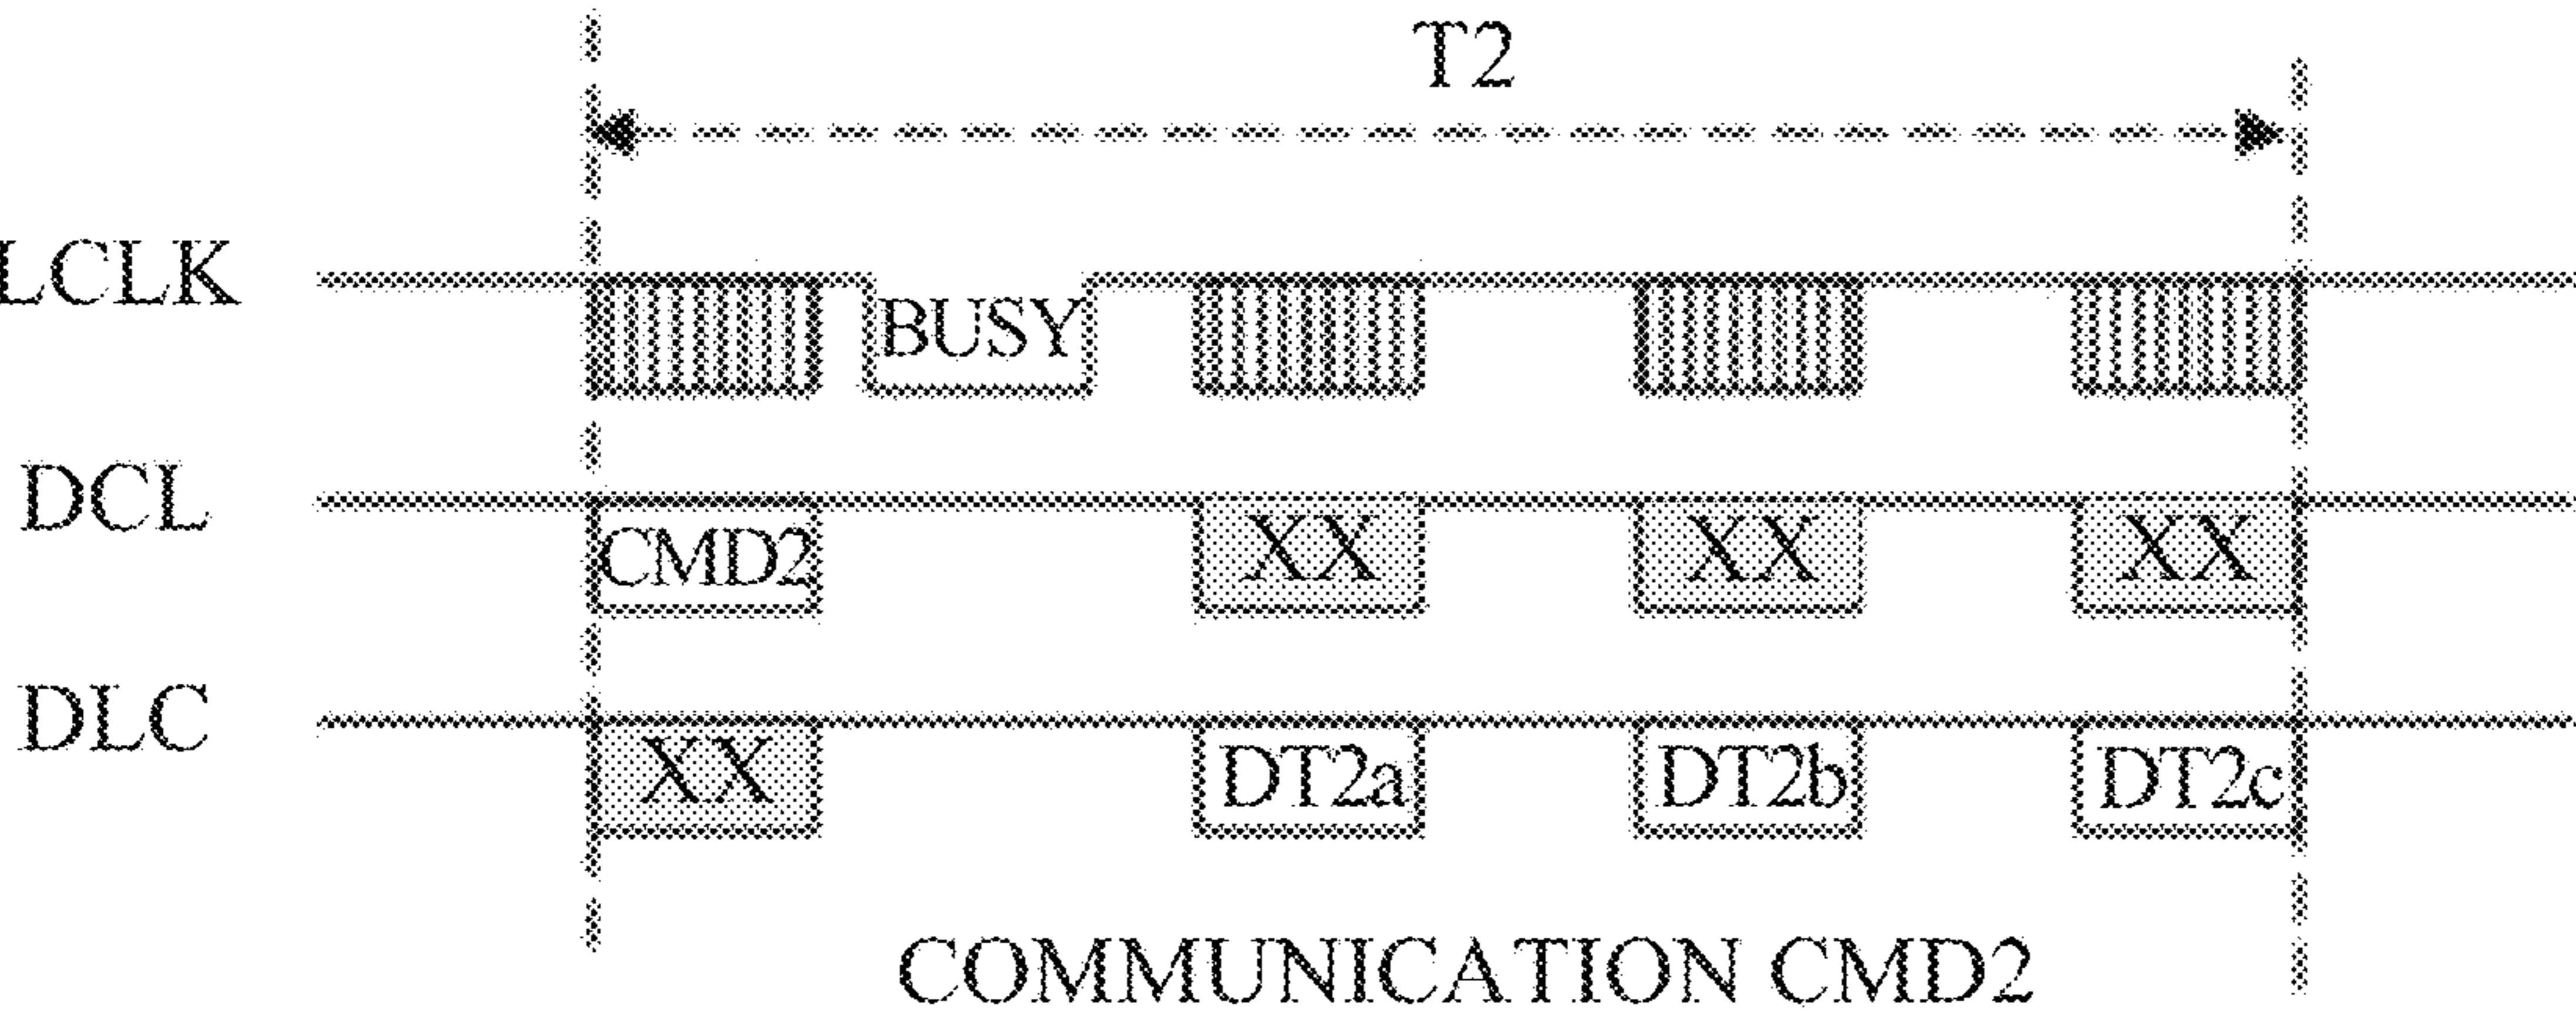 T2
LCLK
BUSY
DCL
CMD2 XX XX XX
DLC
XX DT2a DT2b DT2c
COMMUNICATION CMD2